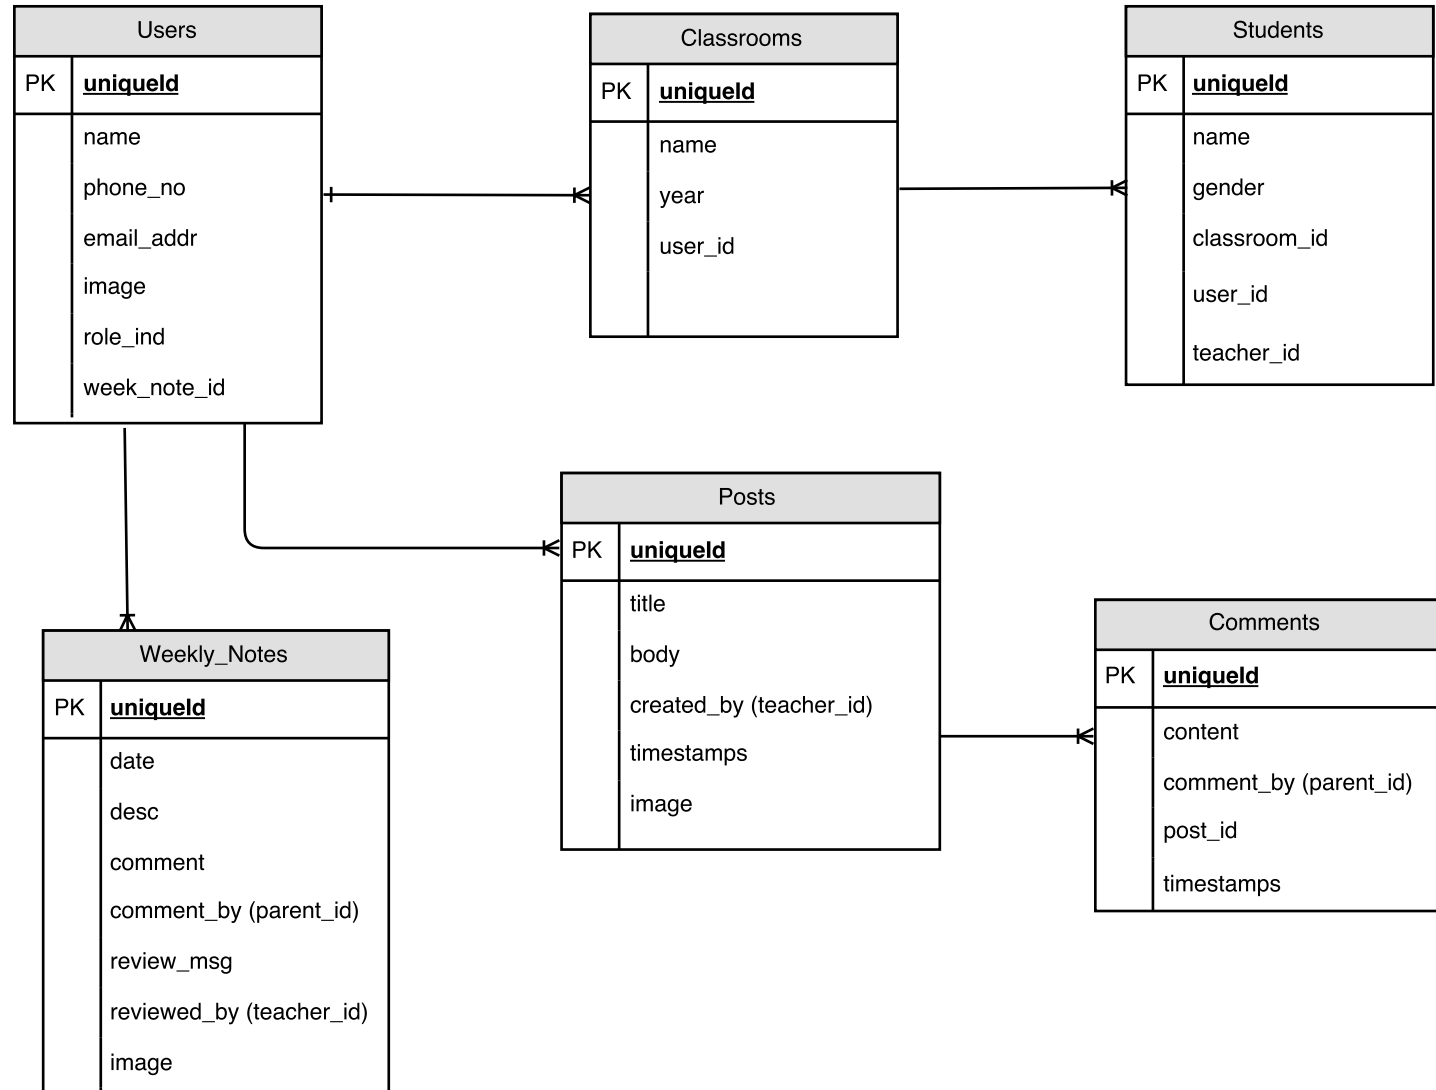 Users
PK uniqueId
name
phone_no
email_addr
image
role_ind
week_note_id
Classrooms
PK uniqueId
name
year
user_id
Students
PK uniqueId
name
gender
classroom_id
user_id
teacher_id
Posts
PK uniqueId
title
body
created_by (teacher_id)
timestamps
image
Comments
PK uniqueId
content
comment_by (parent_id)
post_id
timestamps
Weekly_Notes
PK uniqueId
date
desc
comment
comment_by (parent_id)
review_msg
reviewed_by (teacher_id)
image